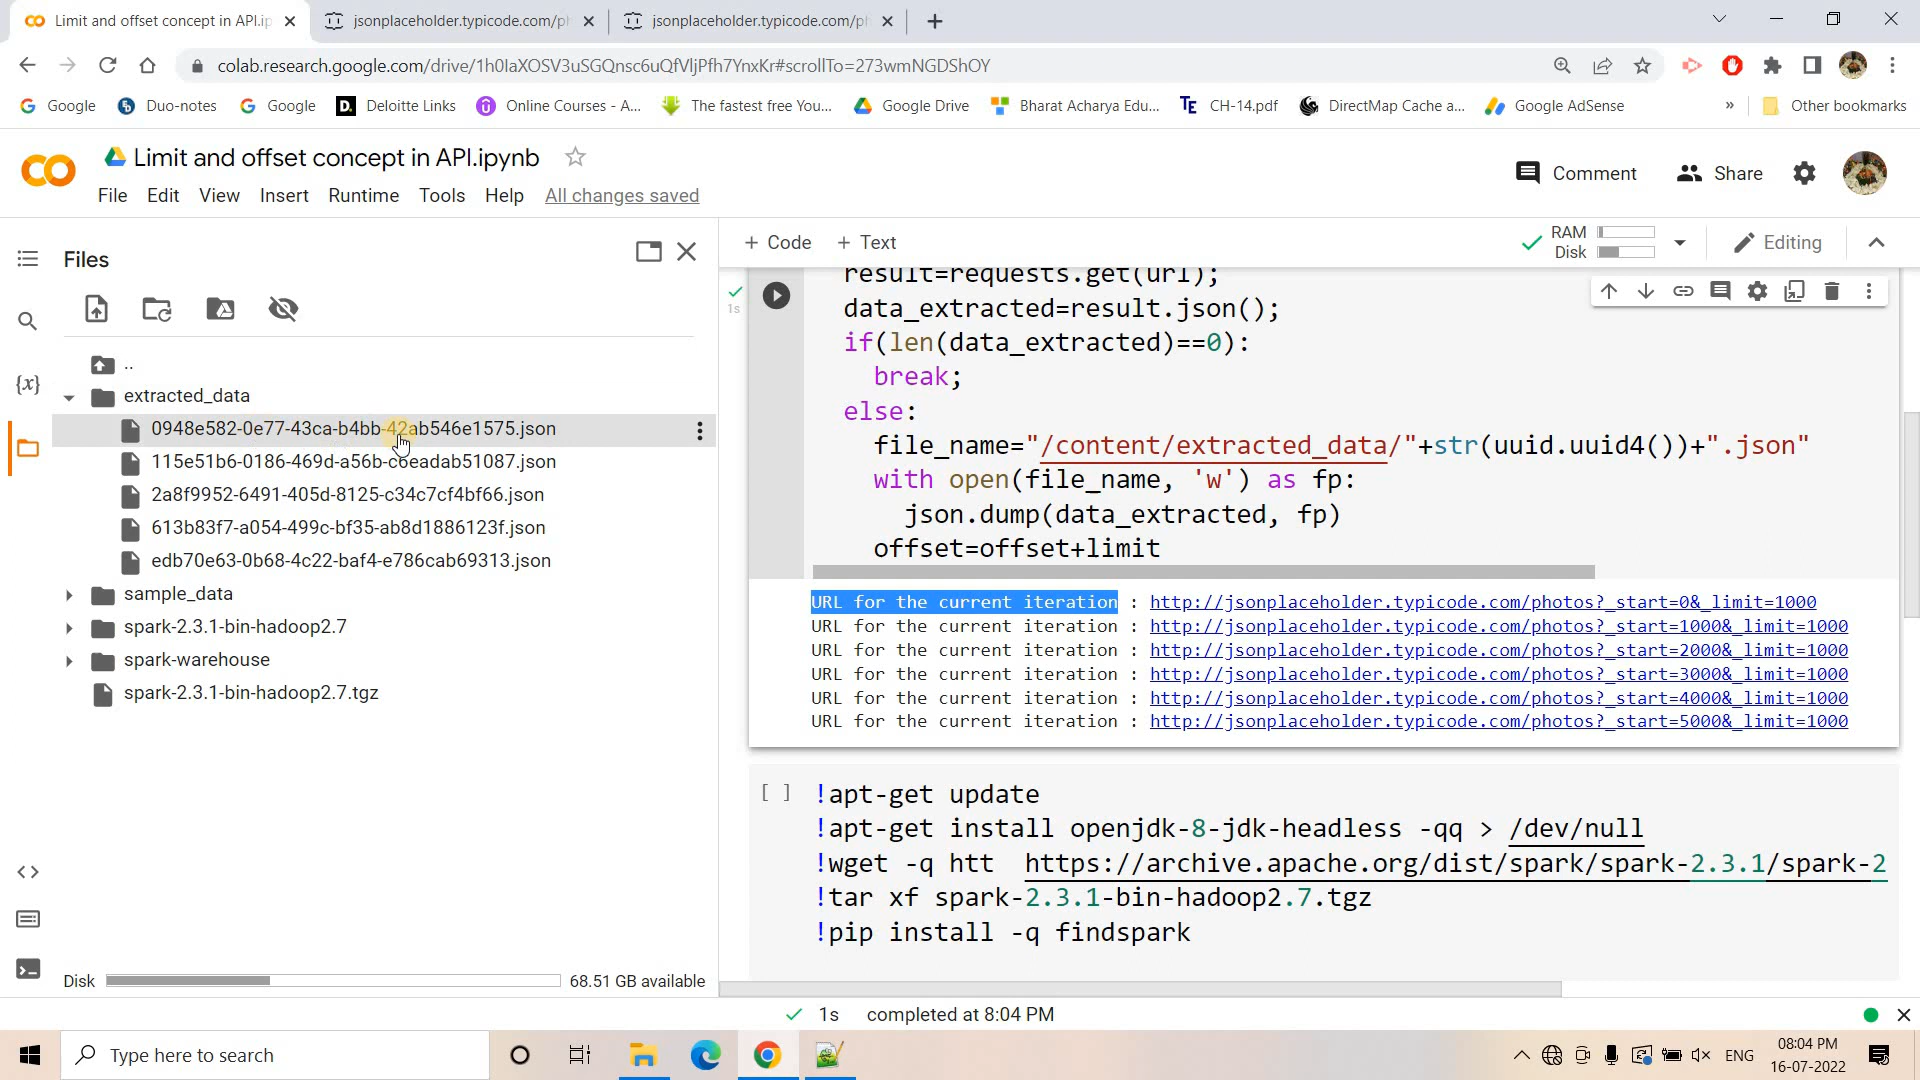 Limit and offset concept in API.ip
jsonplaceholder.typicode.com/ph
jsonplaceholder.typicode.com/ph
colab.research.google.com/drive/1h0IaXOSV3uSGQnsc6uQfVljPfh7YnxKr#scrollTo=273wmNGDShOY
Google
Duo-notes
Google
Deloitte Links
Online Courses - A...
The fastest free You...
Google Drive
Bharat Acharya Edu...
CH-14.pdf
DirectMap Cache a...
Google AdSense
»
Other bookmarks
Limit and offset concept in API.ipynb
File Edit View Insert Runtime Tools Help All changes saved
Comment
Share
Files
+ Code + Text
RAM
Disk
Editing
..
extracted_data
0948e582-0e77-43ca-b4bb-42ab546e1575.json
115e51b6-0186-469d-a56b-c6eadab51087.json
2a8f9952-6491-405d-8125-c34c7cf4bf66.json
613b83f7-a054-499c-bf35-ab8d1886123f.json
edb70e63-0b68-4c22-baf4-e786cab69313.json
sample_data
spark-2.3.1-bin-hadoop2.7
spark-warehouse
spark-2.3.1-bin-hadoop2.7.tgz
Disk
68.51 GB available
1s
result=requests.get(url);
data_extracted=result.json();
if(len(data_extracted)==0):
break;
else:
file_name="/content/extracted_data/"+str(uuid.uuid4())+".json"
with open(file_name, 'w') as fp:
json.dump(data_extracted, fp)
offset=offset+limit
URL for the current iteration : http://jsonplaceholder.typicode.com/photos?_start=0&_limit=1000
URL for the current iteration : http://jsonplaceholder.typicode.com/photos?_start=1000&_limit=1000
URL for the current iteration : http://jsonplaceholder.typicode.com/photos?_start=2000&_limit=1000
URL for the current iteration : http://jsonplaceholder.typicode.com/photos?_start=3000&_limit=1000
URL for the current iteration : http://jsonplaceholder.typicode.com/photos?_start=4000&_limit=1000
URL for the current iteration : http://jsonplaceholder.typicode.com/photos?_start=5000&_limit=1000
[ ]
!apt-get update
!apt-get install openjdk-8-jdk-headless -qq > /dev/null
!wget -q htt  https://archive.apache.org/dist/spark/spark-2.3.1/spark-2
!tar xf spark-2.3.1-bin-hadoop2.7.tgz
!pip install -q findspark
1s completed at 8:04 PM
Type here to search
ENG
08:04 PM
16-07-2022